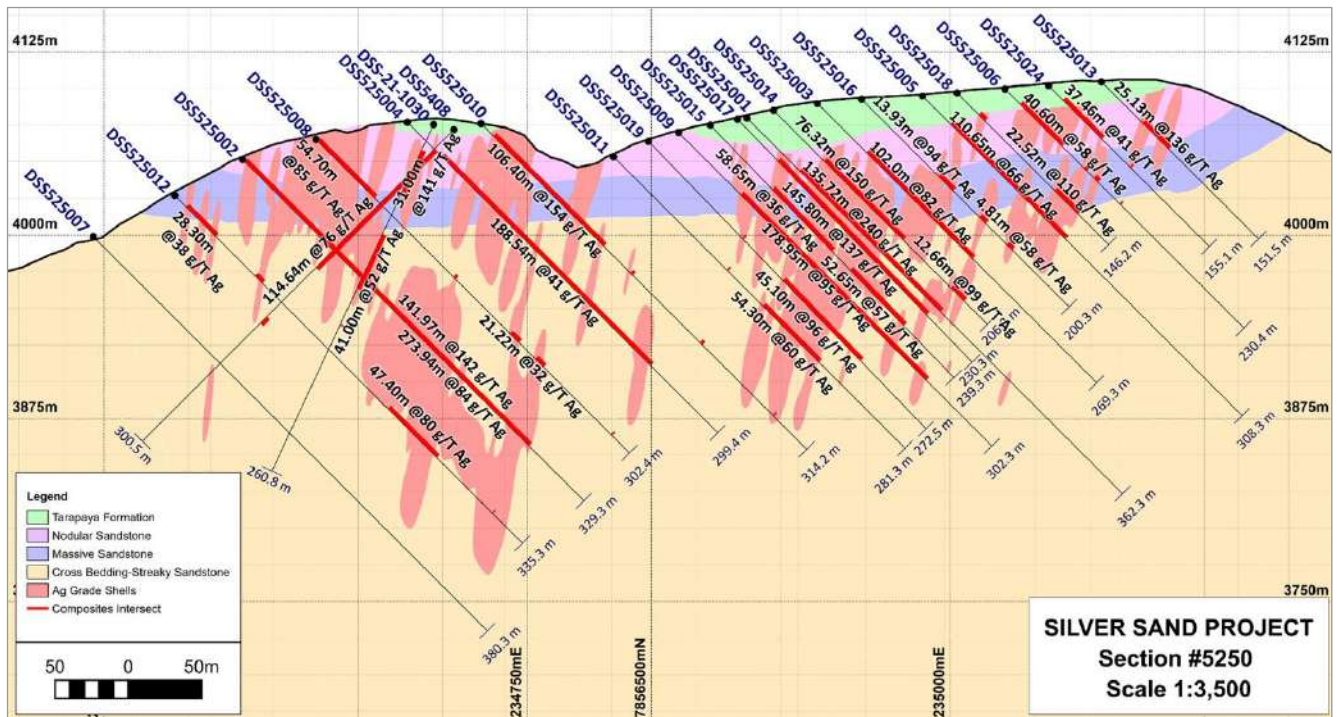 4125m
4125m
4000m
4000m
3875m
3875m
3750m
DSS525007
DSS525012
DSS525002
DSS525008
DSS525004
DSS-21-1030
DSS5408
DSS525010
DSS52511
DSS525019
DSS525009
DSS525015
DSS525017
DSS525001
DSS525014
DSS525003
DSS525016
DSS525005
DSS525018
DSS525006
DSS525024
DSS525013
28.30m
@38 g/T Ag
54.70m
@85 g/T Ag
114.64m @76 g/T Ag
31.00m
@141 g/T Ag
41.00m @52 g/T Ag
106.40m @154 g/T Ag
188.54m @41 g/T Ag
141.97m @142 g/T Ag
273.94m @84 g/T Ag
21.22m @32 g/T Ag
47.40m @80 g/T Ag
58.65m @36 g/T Ag
178.95m @95 g/T Ag
145.80m @137 g/T Ag
135.72m @240 g/T Ag
76.32m @150 g/T Ag
52.65m @57 g/T Ag
45.10m @96 g/T Ag
54.30m @60 g/T Ag
102.0m @82 g/T Ag
12.66m @99 g/T Ag
13.93m @94 g/T Ag
4.81m @58 g/T Ag
110.65m @66 g/T Ag
22.52m @110 g/T Ag
40.60m @58 g/T Ag
37.46m @41 g/T Ag
25.13m @136 g/T Ag
300.5 m
260.8 m
380.3 m
335.3 m
329.3 m
302.4 m
299.4 m
314.2 m
281.3 m
272.5 m
302.3 m
239.3 m
230.3 m
362.3 m
269.3 m
200.3 m
308.3 m
146.2 m
230.4 m
155.1 m
151.5 m
234750mE
7856500mN
235000mE
Legend
Tarapaya Formation
Nodular Sandstone
Massive Sandstone
Cross Bedding-Streaky Sandstone
Ag Grade Shells
Composites Intersect
50 0 50m
SILVER SAND PROJECT
Section #5250
Scale 1:3,500